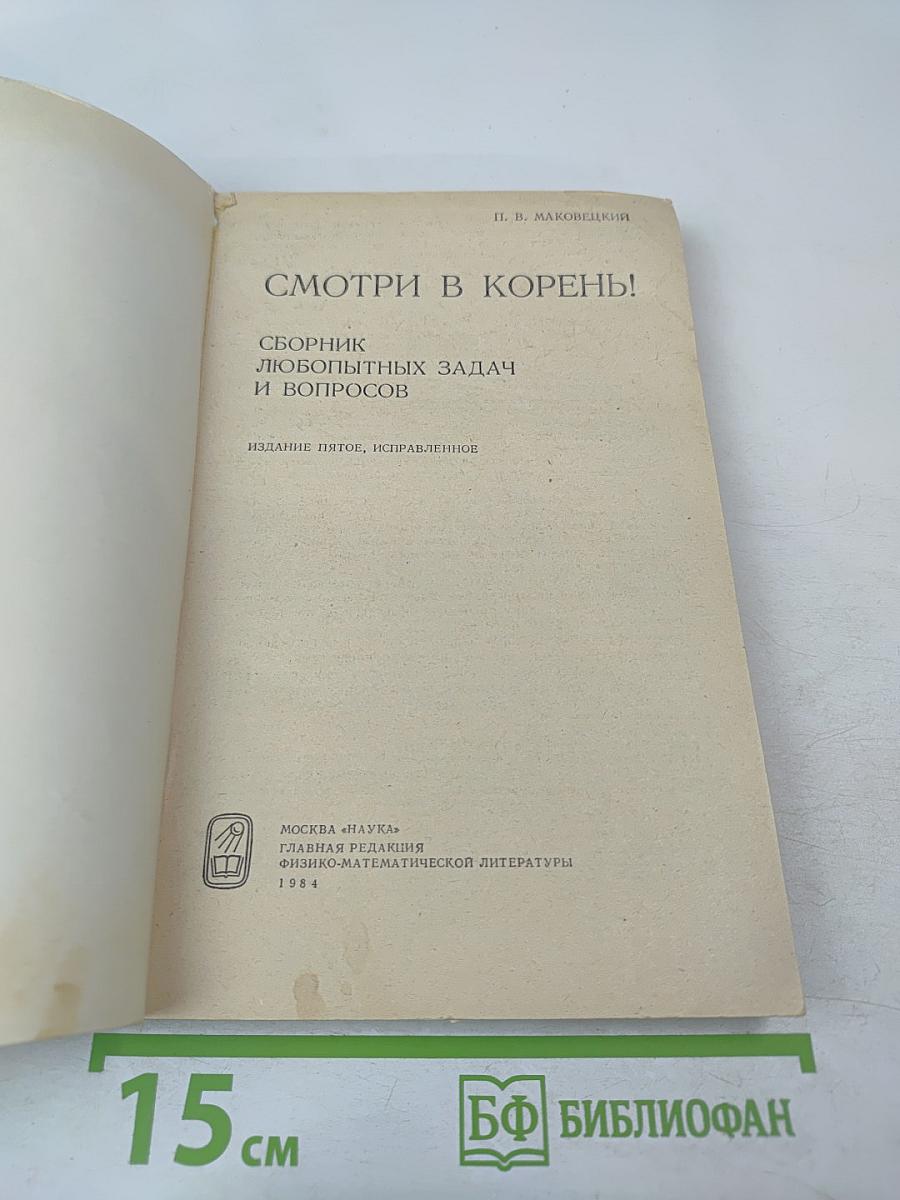 П. В. МАКОВЕЦКИЙ
СМОТРИ В КОРЕНЬ!
СБОРНИК
ЛЮБОПЫТНЫХ ЗАДАЧ
И ВОПРОСОВ
ИЗДАНИЕ ПЯТОЕ, ИСПРАВЛЕННОЕ
МОСКВА «НАУКА»
ГЛАВНАЯ РЕДАКЦИЯ
ФИЗИКО-МАТЕМАТИЧЕСКОЙ ЛИТЕРАТУРЫ
1984
15 см
БФ БИБЛИОФАН